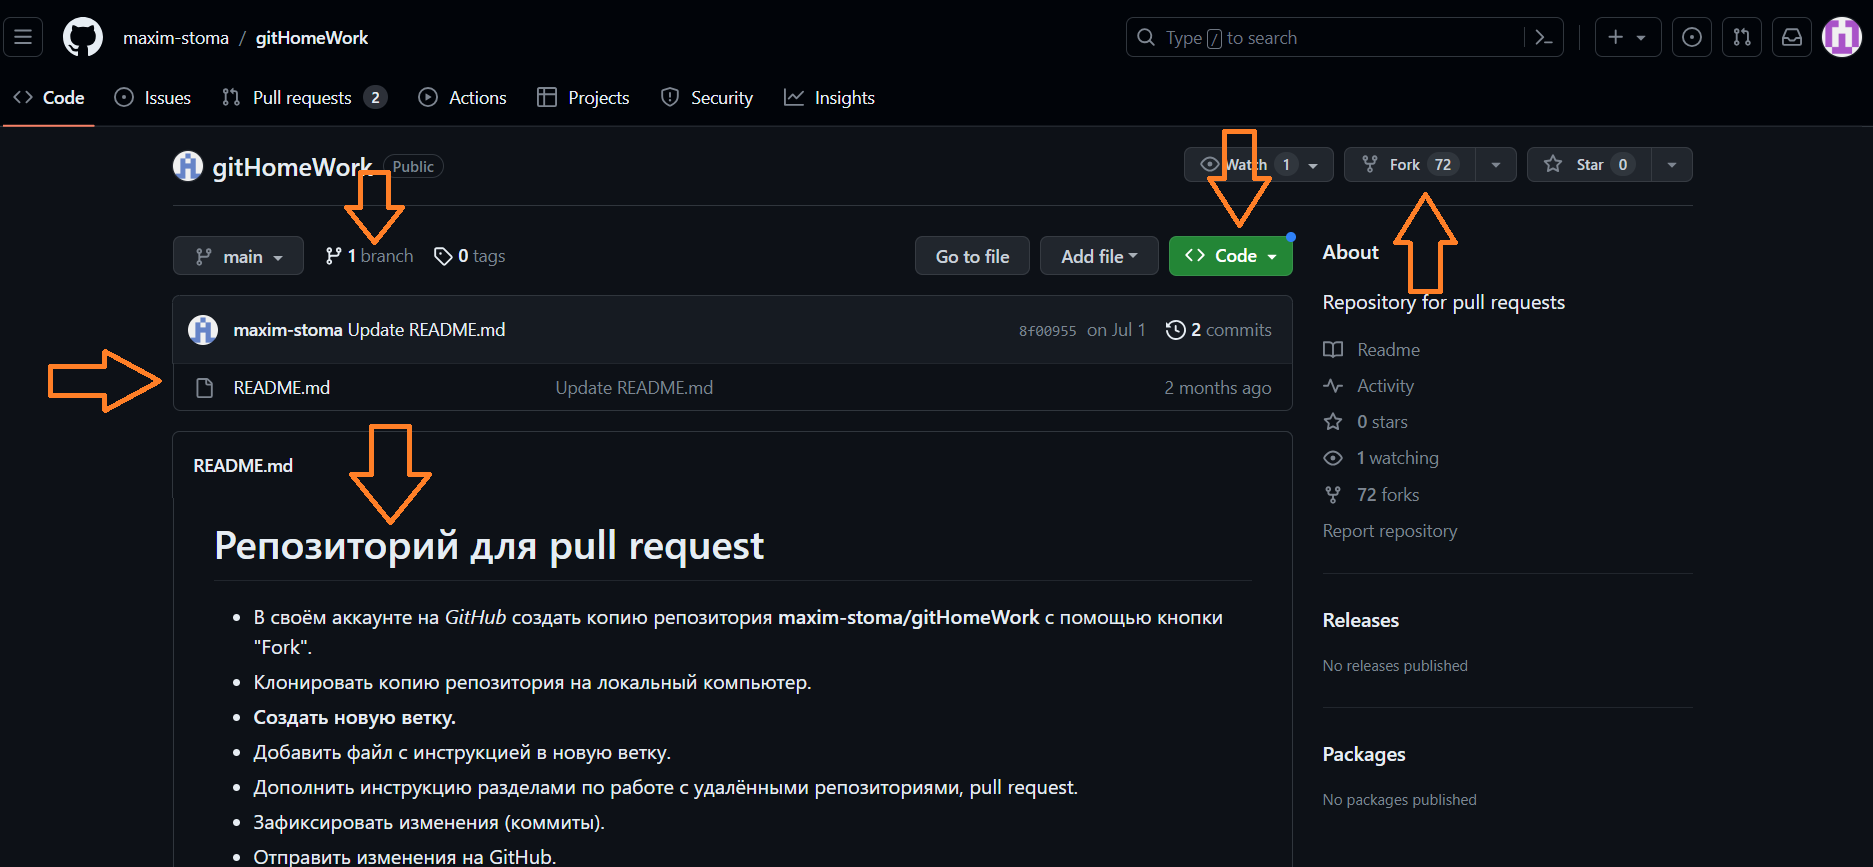 maxim-stoma / gitHomeWork
Type / to search
Code Issues Pull requests 2 Actions Projects Security Insights
gitHomeWork Public
Watch 1 Fork 72 Star 0
main 1 branch 0 tags Go to file Add file Code
About
Repository for pull requests
maxim-stoma Update README.md 8f00955 on Jul 1 2 commits
README.md Update README.md 2 months ago
Readme
Activity
0 stars
1 watching
72 forks
Report repository
README.md
Репозиторий для pull request
В своём аккаунте на GitHub создать копию репозитория maxim-stoma/gitHomeWork с помощью кнопки
"Fork".
Клонировать копию репозитория на локальный компьютер.
Создать новую ветку.
Добавить файл с инструкцией в новую ветку.
Дополнить инструкцию разделами по работе с удалёнными репозиториями, pull request.
Зафиксировать изменения (коммиты).
Отправить изменения на GitHub.
Releases
No releases published
Packages
No packages published